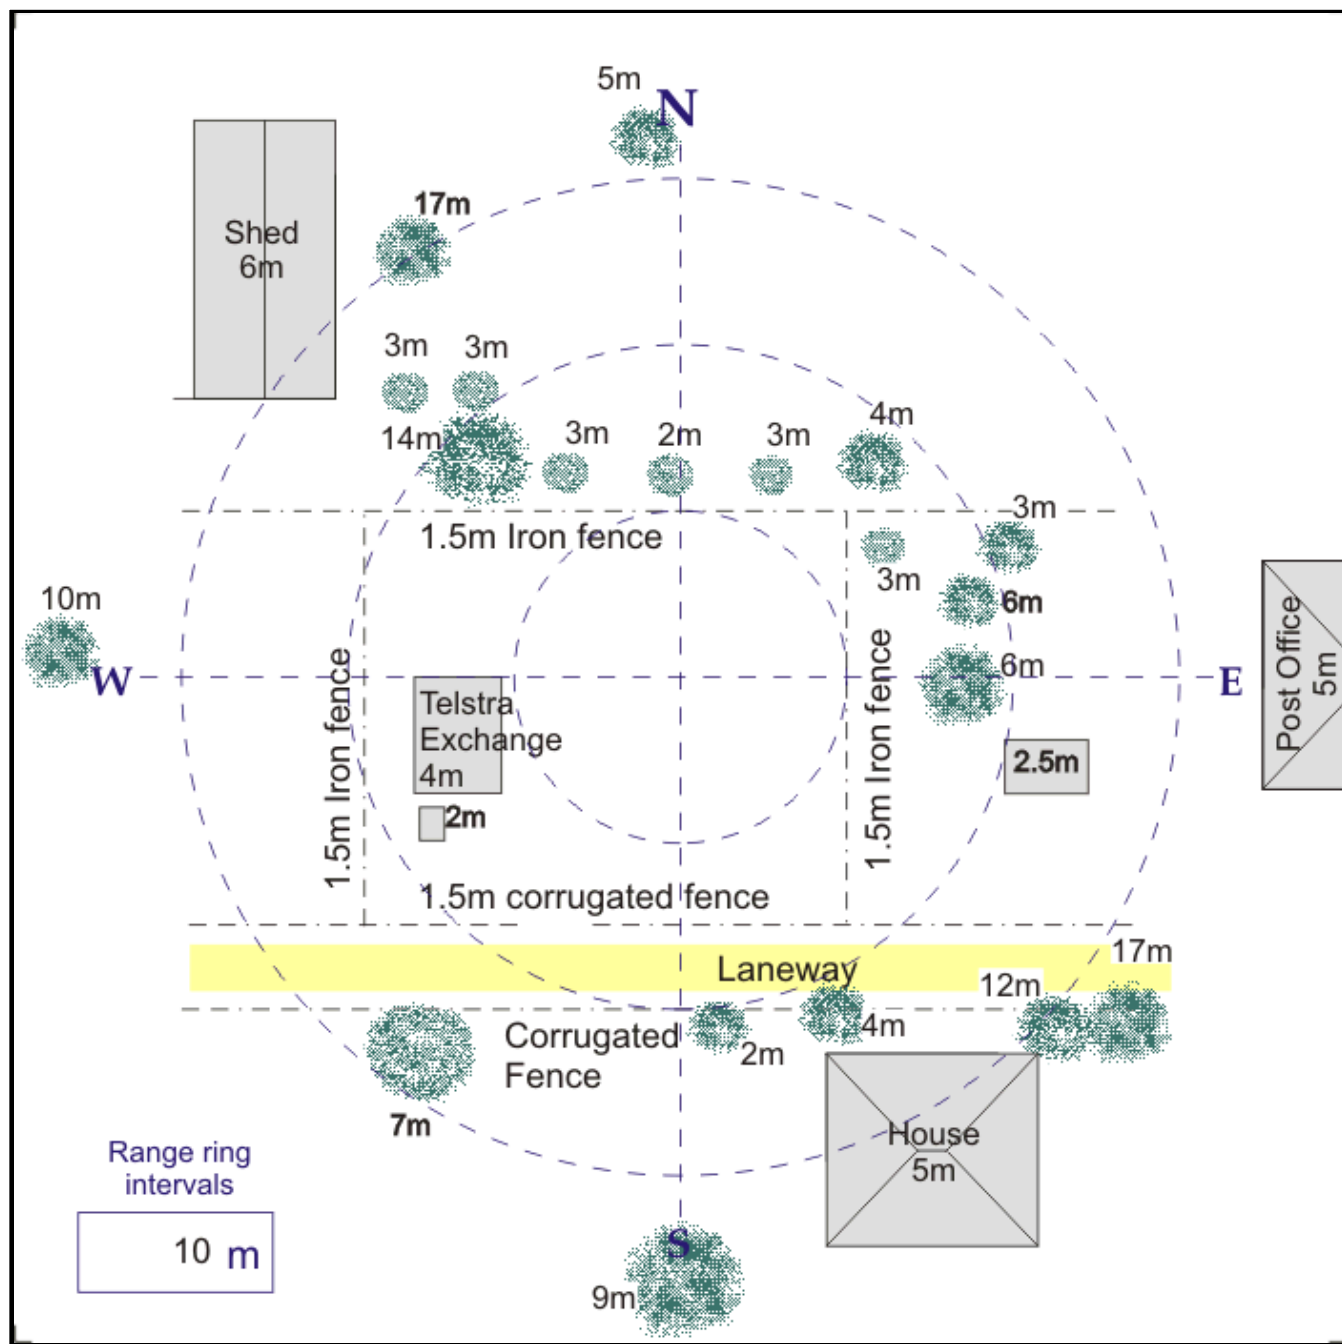 5m
N
17m
Shed
6m
3m
3m
14m
3m
2m
3m
4m
1.5m Iron fence
3m
3m
6m
6m
10m
W
E
Post Office
5m
1.5m Iron fence
Telstra
Exchange
4m
2m
1.5m Iron fence
2.5m
1.5m corrugated fence
Laneway
17m
12m
Corrugated
Fence
2m
4m
7m
House
5m
Range ring
intervals
10 m
S
9m